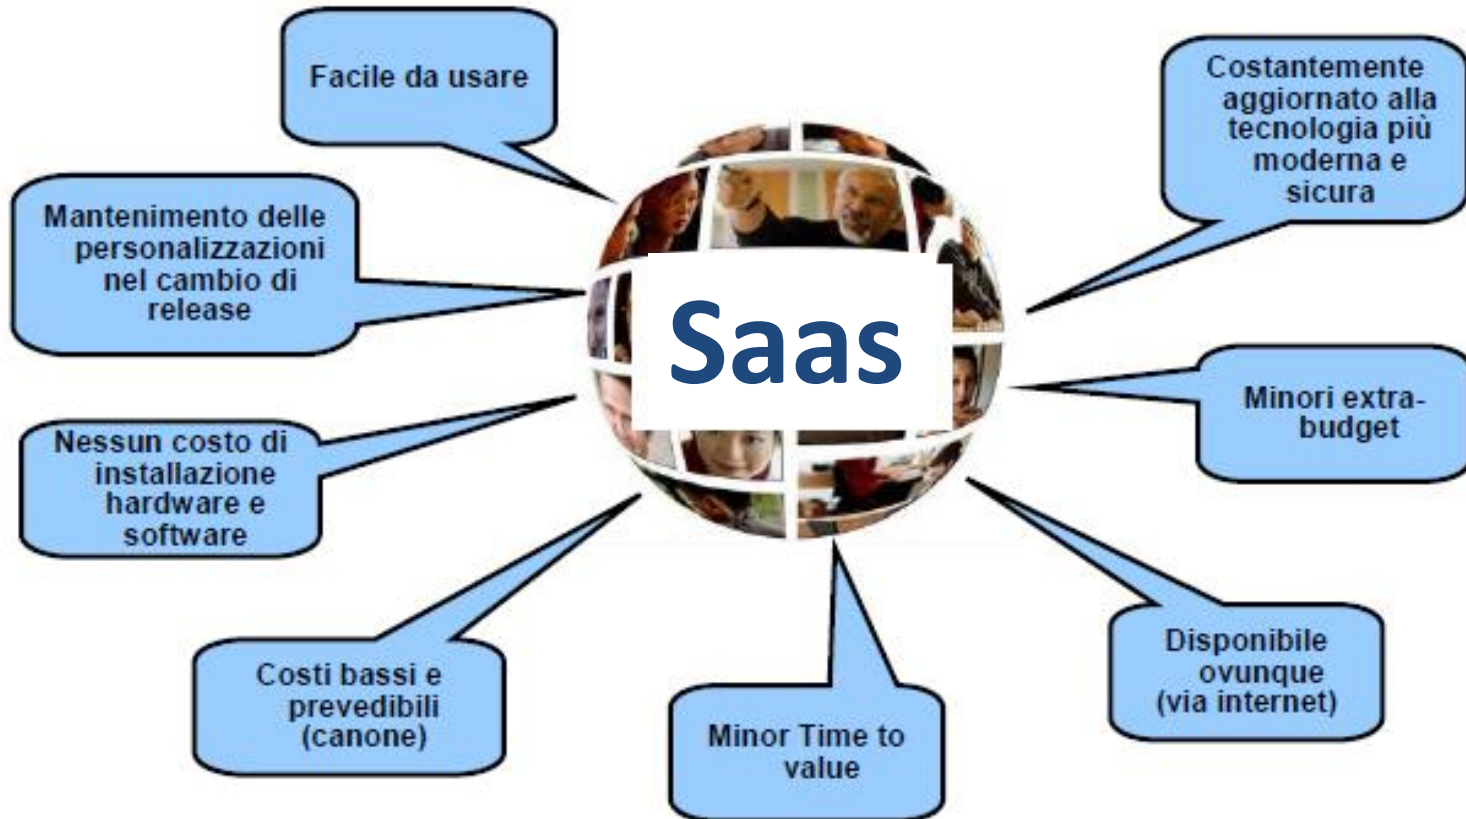 Facile da usare
Costantemente
aggiornato alla
tecnologia più
moderna e
sicura
Mantenimento delle
personalizzazioni
nel cambio di
release
Saas
Minori extra-
budget
Nessun costo di
installazione
hardware e
software
Costi bassi e
prevedibili
(canone)
Minor Time to
value
Disponibile
ovunque
(via internet)